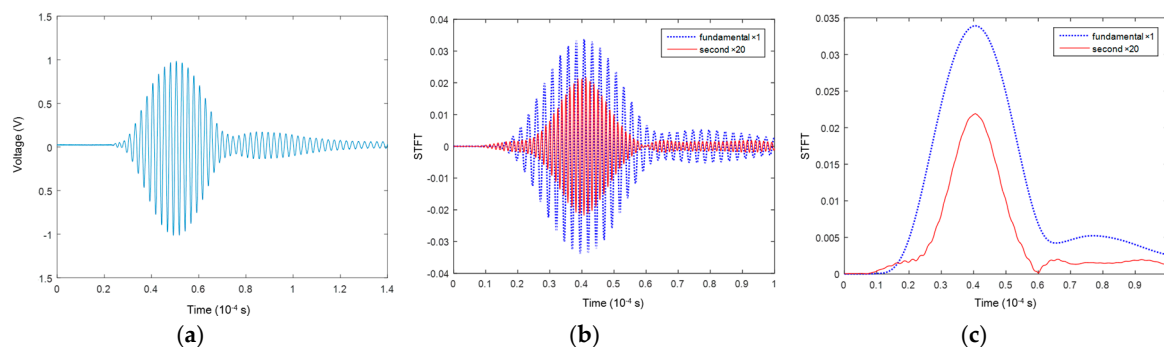 1.5
1
0.5
0
0.5
1
1.5
Voltage (V)
0 0.2 0.4 0.6 0.8 1 1.2 1.4
Time (10-4 s)
(a)
0.04
0.03
0.02
0.01
0
-0.01
-0.02
-0.03
-0.04
STFT
fundamental×1
second ×20
0 0.1 0.2 0.3 0.4 0.5 0.6 0.7 0.8 0.9 1
Time (10-4 s)
(b)
0.035
0.03
0.025
0.02
0.015
0.01
0.005
0
STFT
fundamental×1
second ×20
0 0.1 0.2 0.3 0.4 0.5 0.6 0.7 0.8 0.9
Time (10-4 s)
(c)